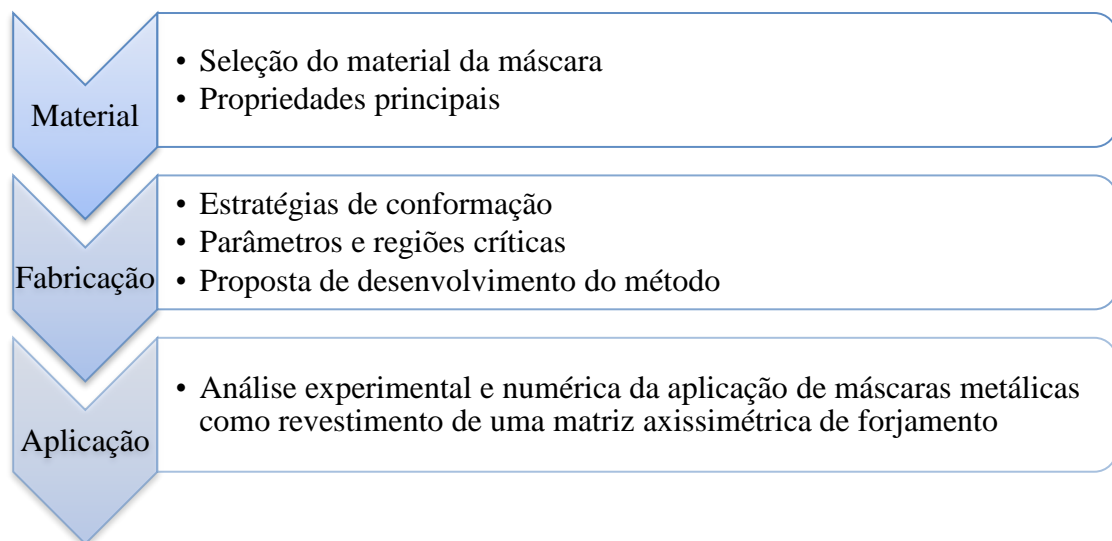 Material
• Seleção do material da máscara
• Propriedades principais
Fabricação
• Estratégias de conformação
• Parâmetros e regiões críticas
• Proposta de desenvolvimento do método
Aplicação
• Análise experimental e numérica da aplicação de máscaras metálicas
como revestimento de uma matriz axissimétrica de forjamento